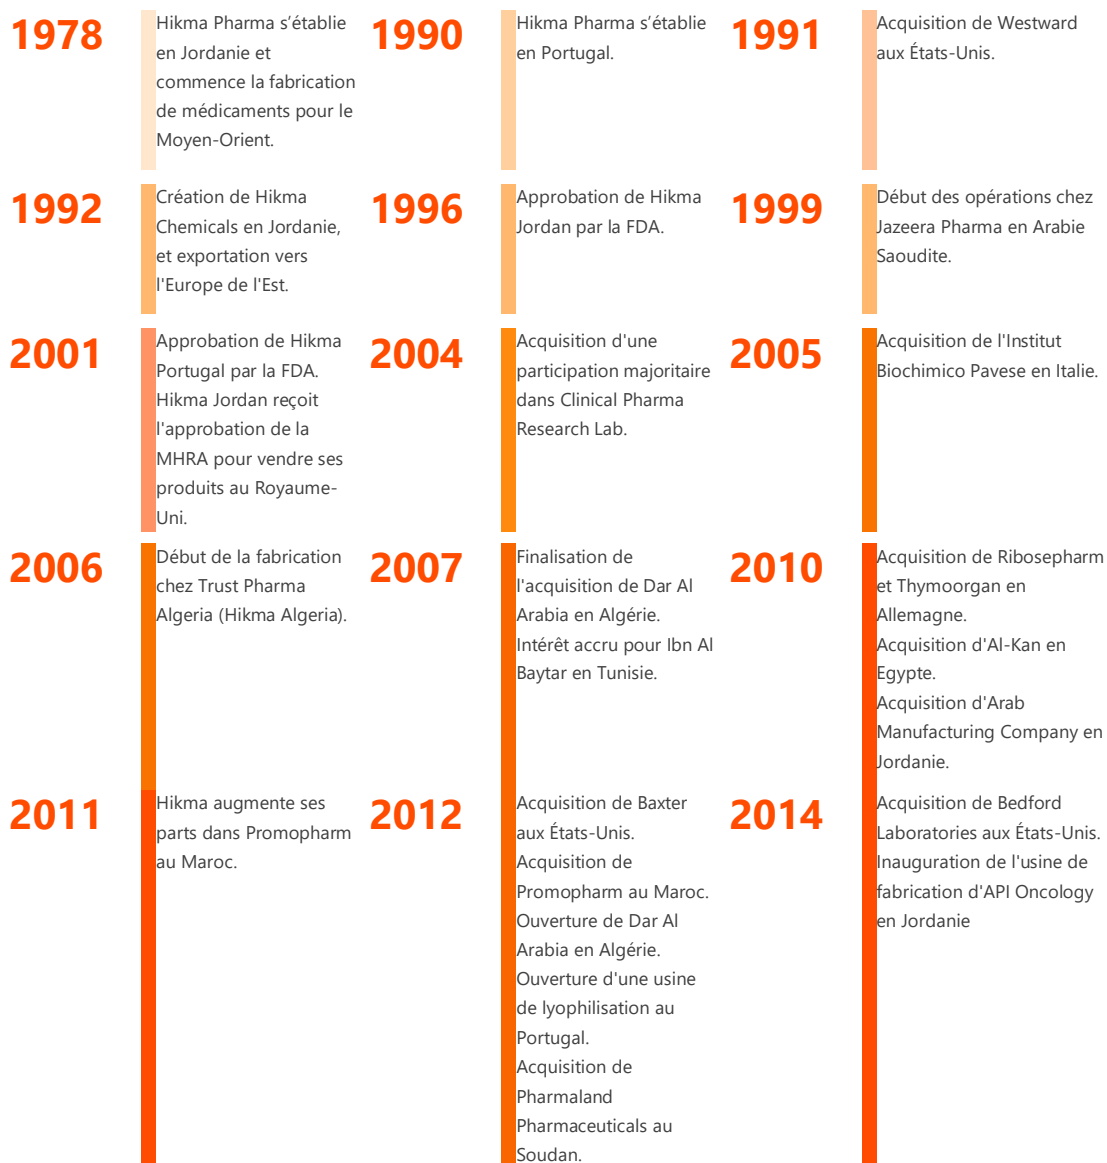 1978
Hikma Pharma s’établie
en Jordanie et
commence la fabrication
de médicaments pour le
Moyen-Orient.
1990
Hikma Pharma s’établie
en Portugal.
1991
Acquisition de Westward
aux États-Unis.
1992
Création de Hikma
Chemicals en Jordanie,
et exportation vers
l'Europe de l'Est.
1996
Approbation de Hikma
Jordan par la FDA.
1999
Début des opérations chez
Jazeera Pharma en Arabie
Saoudite.
2001
Approbation de Hikma
Portugal par la FDA.
Hikma Jordan reçoit
l'approbation de la
MHRA pour vendre ses
produits au Royaume-
Uni.
2004
Acquisition d'une
participation majoritaire
dans Clinical Pharma
Research Lab.
2005
Acquisition de l'Institut
Biochimico Pavese en Italie.
2006
Début de la fabrication
chez Trust Pharma
Algeria (Hikma Algeria).
2007
Finalisation de
l'acquisition de Dar Al
Arabia en Algérie.
Intérêt accru pour Ibn Al
Baytar en Tunisie.
2010
Acquisition de Ribosepharm
et Thymoorgan en
Allemagne.
Acquisition d'Al-Kan en
Egypte.
Acquisition d'Arab
Manufacturing Company en
Jordanie.
2011
Hikma augmente ses
parts dans Promopharm
au Maroc.
2012
Acquisition de Baxter
aux États-Unis.
Acquisition de
Promopharm au Maroc.
Ouverture de Dar Al
Arabia en Algérie.
Ouverture d'une usine
de lyophilisation au
Portugal.
Acquisition de
Pharmaland
Pharmaceuticals au
Soudan.
2014
Acquisition de Bedford
Laboratories aux États-Unis.
Inauguration de l'usine de
fabrication d'API Oncology
en Jordanie